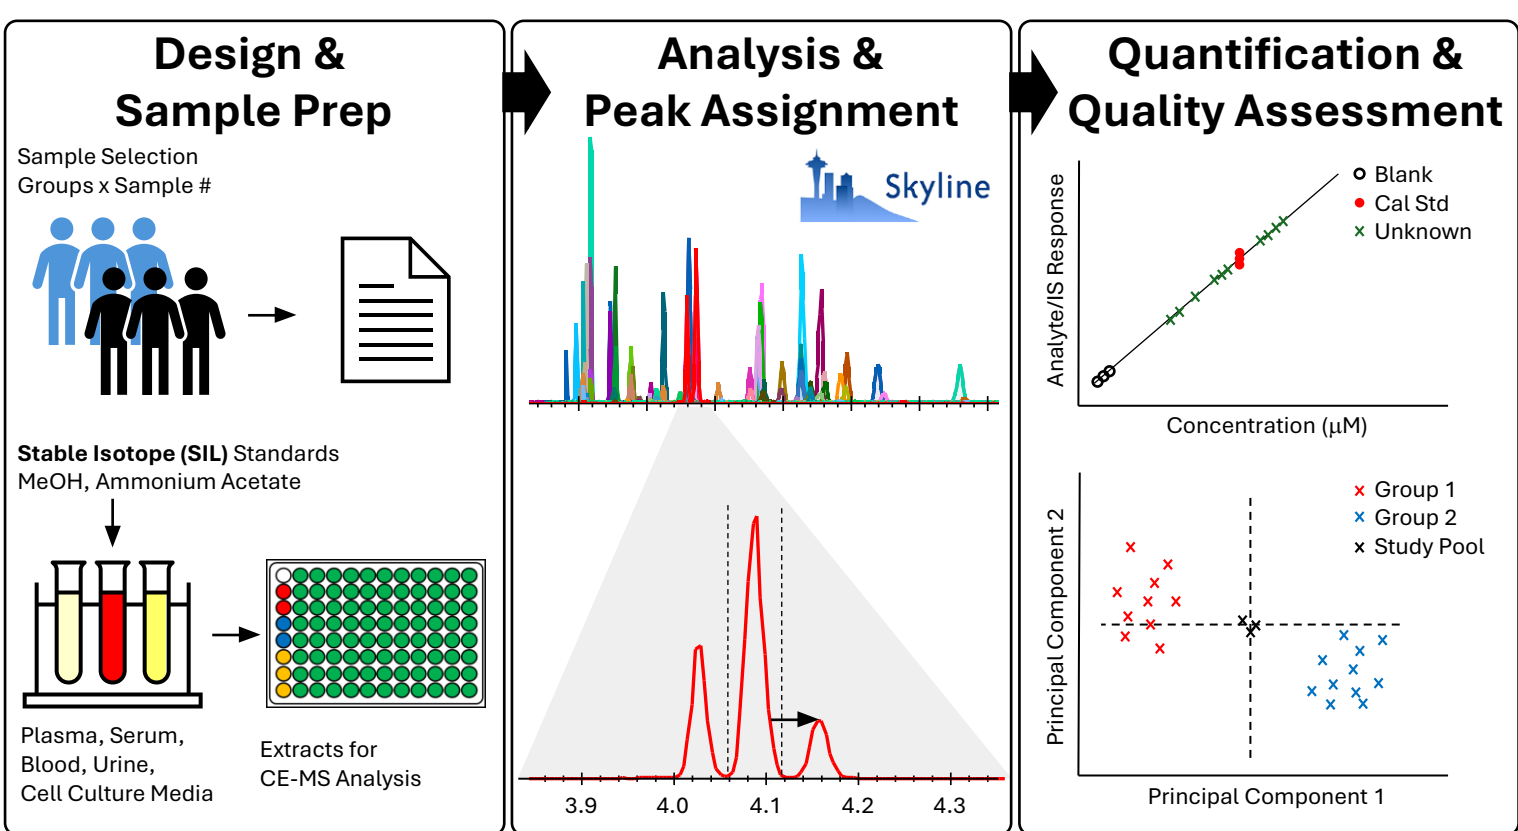 Design &
Sample Prep
Sample Selection
Groups x Sample #
Stable Isotope (SIL) Standards
MeOH, Ammonium Acetate
Plasma, Serum,
Blood, Urine,
Cell Culture Media
Extracts for
CE-MS Analysis
Analysis &
Peak Assignment
Skyline
3.9 4.0 4.1 4.2 4.3
Quantification &
Quality Assessment
Analyte/IS Response
Blank
Cal Std
Unknown
Concentration (µM)
Principal Component 2
Group 1
Group 2
Study Pool
Principal Component 1